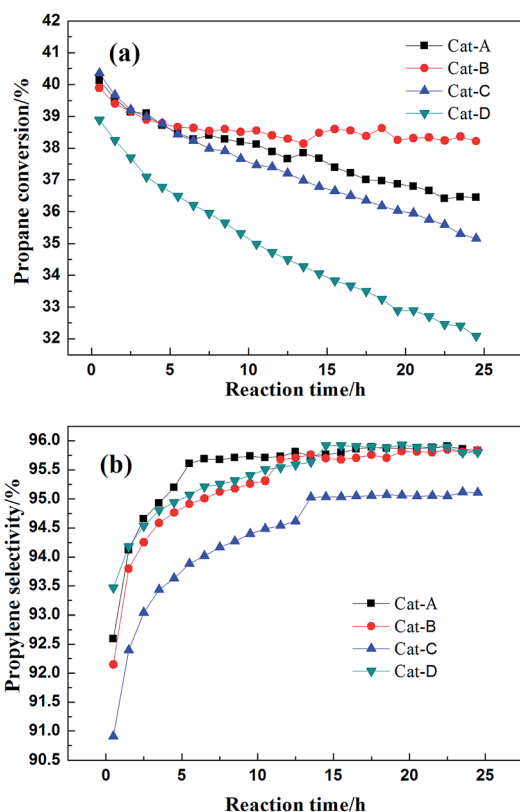 42
41
40
39
38
37
36
35
34
33
32
Propane conversion/%
(a)
Cat-A
Cat-B
Cat-C
Cat-D
0 5 10 15 20 25
Reaction time/h
96.0
95.5
95.0
94.5
94.0
93.5
93.0
92.5
92.0
91.5
91.0
90.5
Propylene selectivity/%
(b)
Cat-A
Cat-B
Cat-C
Cat-D
0 5 10 15 20 25
Reaction time/h